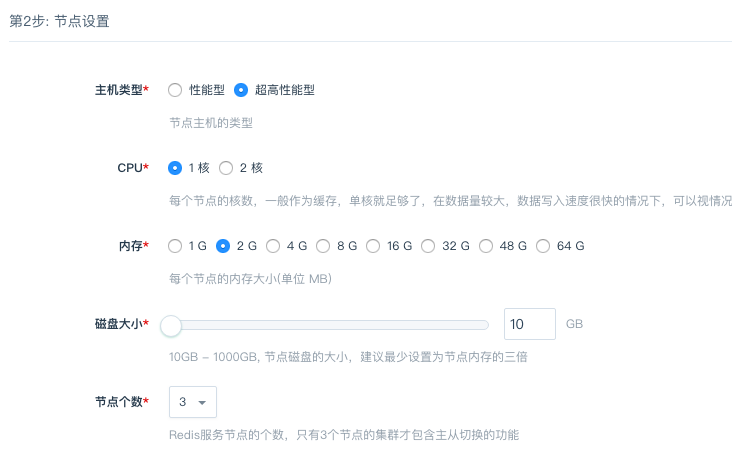 第2步: 节点设置
主机类型* 性能型 超高性能型
节点主机的类型
CPU* 1 核 2 核
每个节点的核数，一般作为缓存，单核就足够了，在数据量较大，数据写入速度很快的情况下，可以视情况
内存* 1 G 2 G 4 G 8 G 16 G 32 G 48 G 64 G
每个节点的内存大小(单位 MB)
磁盘大小* 10 GB
10GB – 1000GB, 节点磁盘的大小，建议最少设置为节点内存的三倍
节点个数* 3
Redis服务节点的个数，只有3个节点的集群才包含主从切换的功能